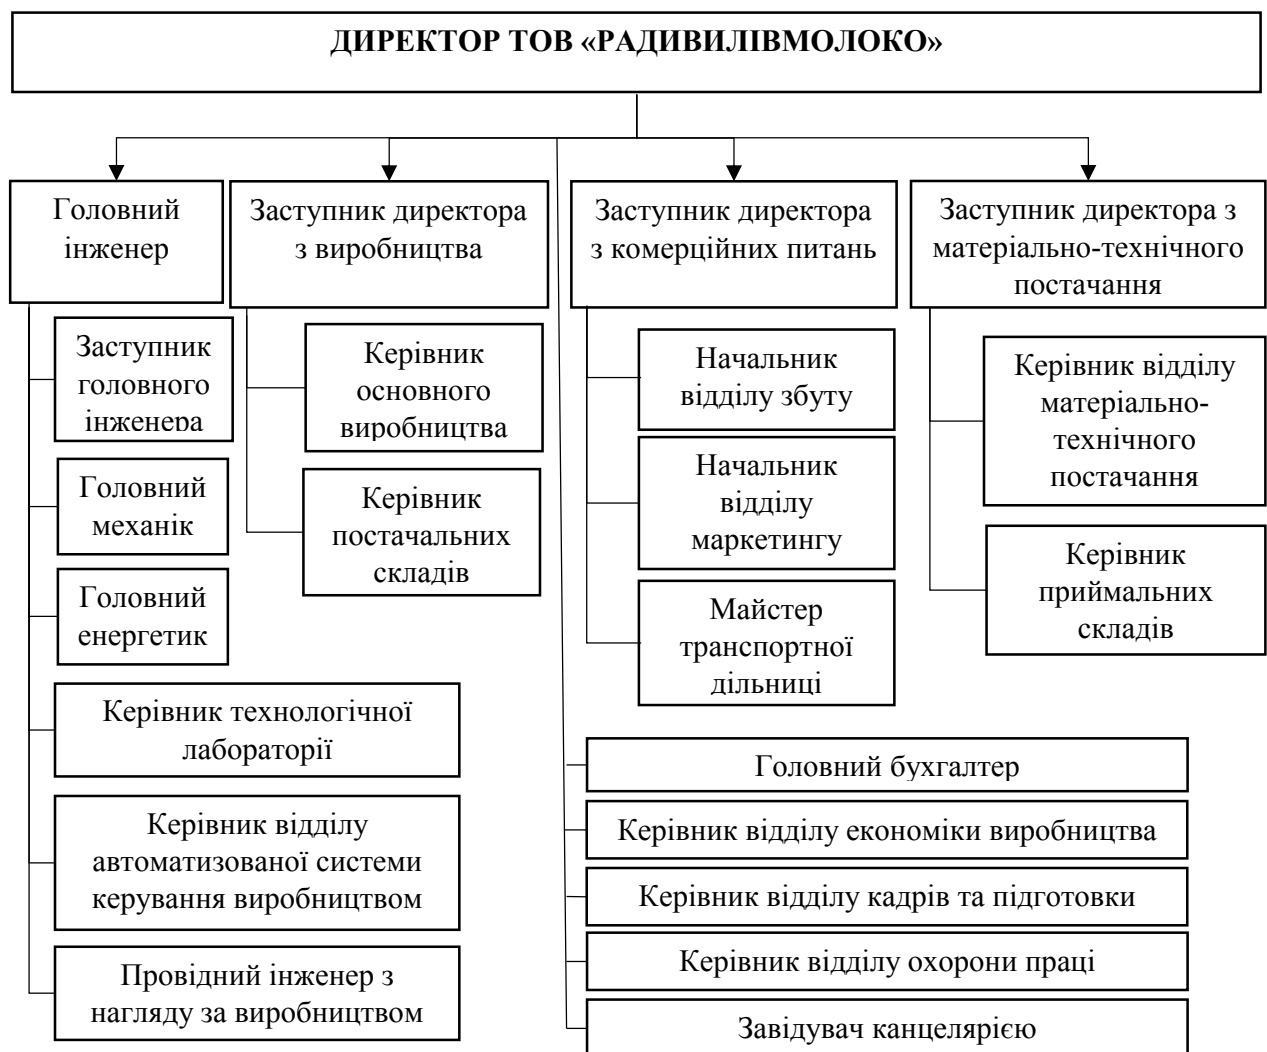 ДИРЕКТОР ТОВ «РАДИВИЛІВМОЛОКО»
Головний
інженер
Заступник директора
з виробництва
Заступник директора
з комерційних питань
Заступник директора з
матеріально-технічного
постачання
Заступник
головного
інженера
Головний
механік
Головний
енергетик
Керівник технологічної
лабораторії
Керівник відділу
автоматизованої системи
керування виробництвом
Провідний інженер з
нагляду за виробництвом
Керівник
основного
виробництва
Керівник
постачальних
складів
Начальник
відділу збуту
Начальник
відділу
маркетингу
Майстер
транспортної
дільниці
Керівник відділу
матеріально-
технічного
постачання
Керівник
приймальних
складів
Головний бухгалтер
Керівник відділу економіки виробництва
Керівник відділу кадрів та підготовки
Керівник відділу охорони праці
Завідувач канцелярією